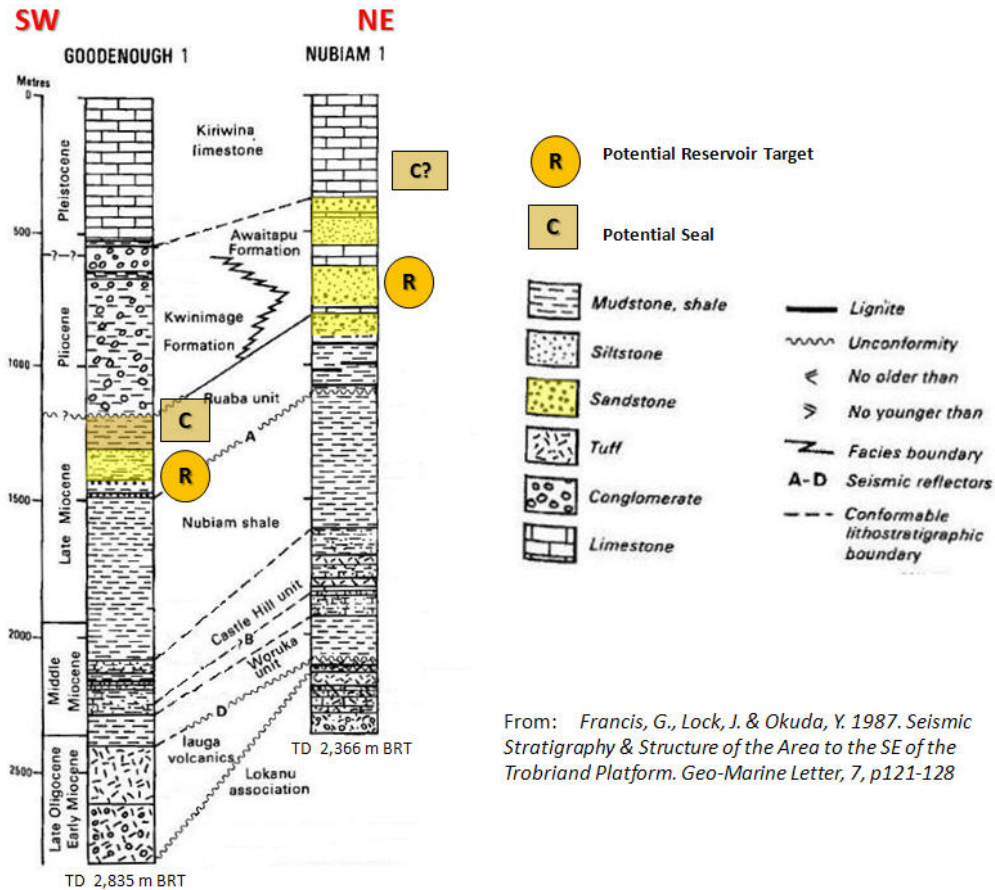 SW
NE
GOODENOUGH 1
NUBIAM 1
Metres
0
500
1000
1500
2000
2500
Pleistocene
?—?
Pliocene
?
Late Miocene
Middle
Miocene
Late Oligocene
Early Miocene
Kiriwina
limestone
C?
Awaitapu
Formation
R
Kwinimage
Formation
Ruaba unit
C
A
R
Nubiam shale
Castle Hill unit
?B
Woruka
unit
D
Iauga
volcanics
Lokanu
association
TD 2,366 m BRT
TD 2,835 m BRT
R
Potential Reservoir Target
C
Potential Seal
Mudstone, shale
Siltstone
Sandstone
Tuff
Conglomerate
Limestone
Lignite
Unconformity
No older than
No younger than
Facies boundary
A-D Seismic reflectors
Conformable
lithostratigraphic
boundary
From: Francis, G., Lock, J. & Okuda, Y. 1987. Seismic
Stratigraphy & Structure of the Area to the SE of the
Trobriand Platform. Geo-Marine Letter, 7, p121-128